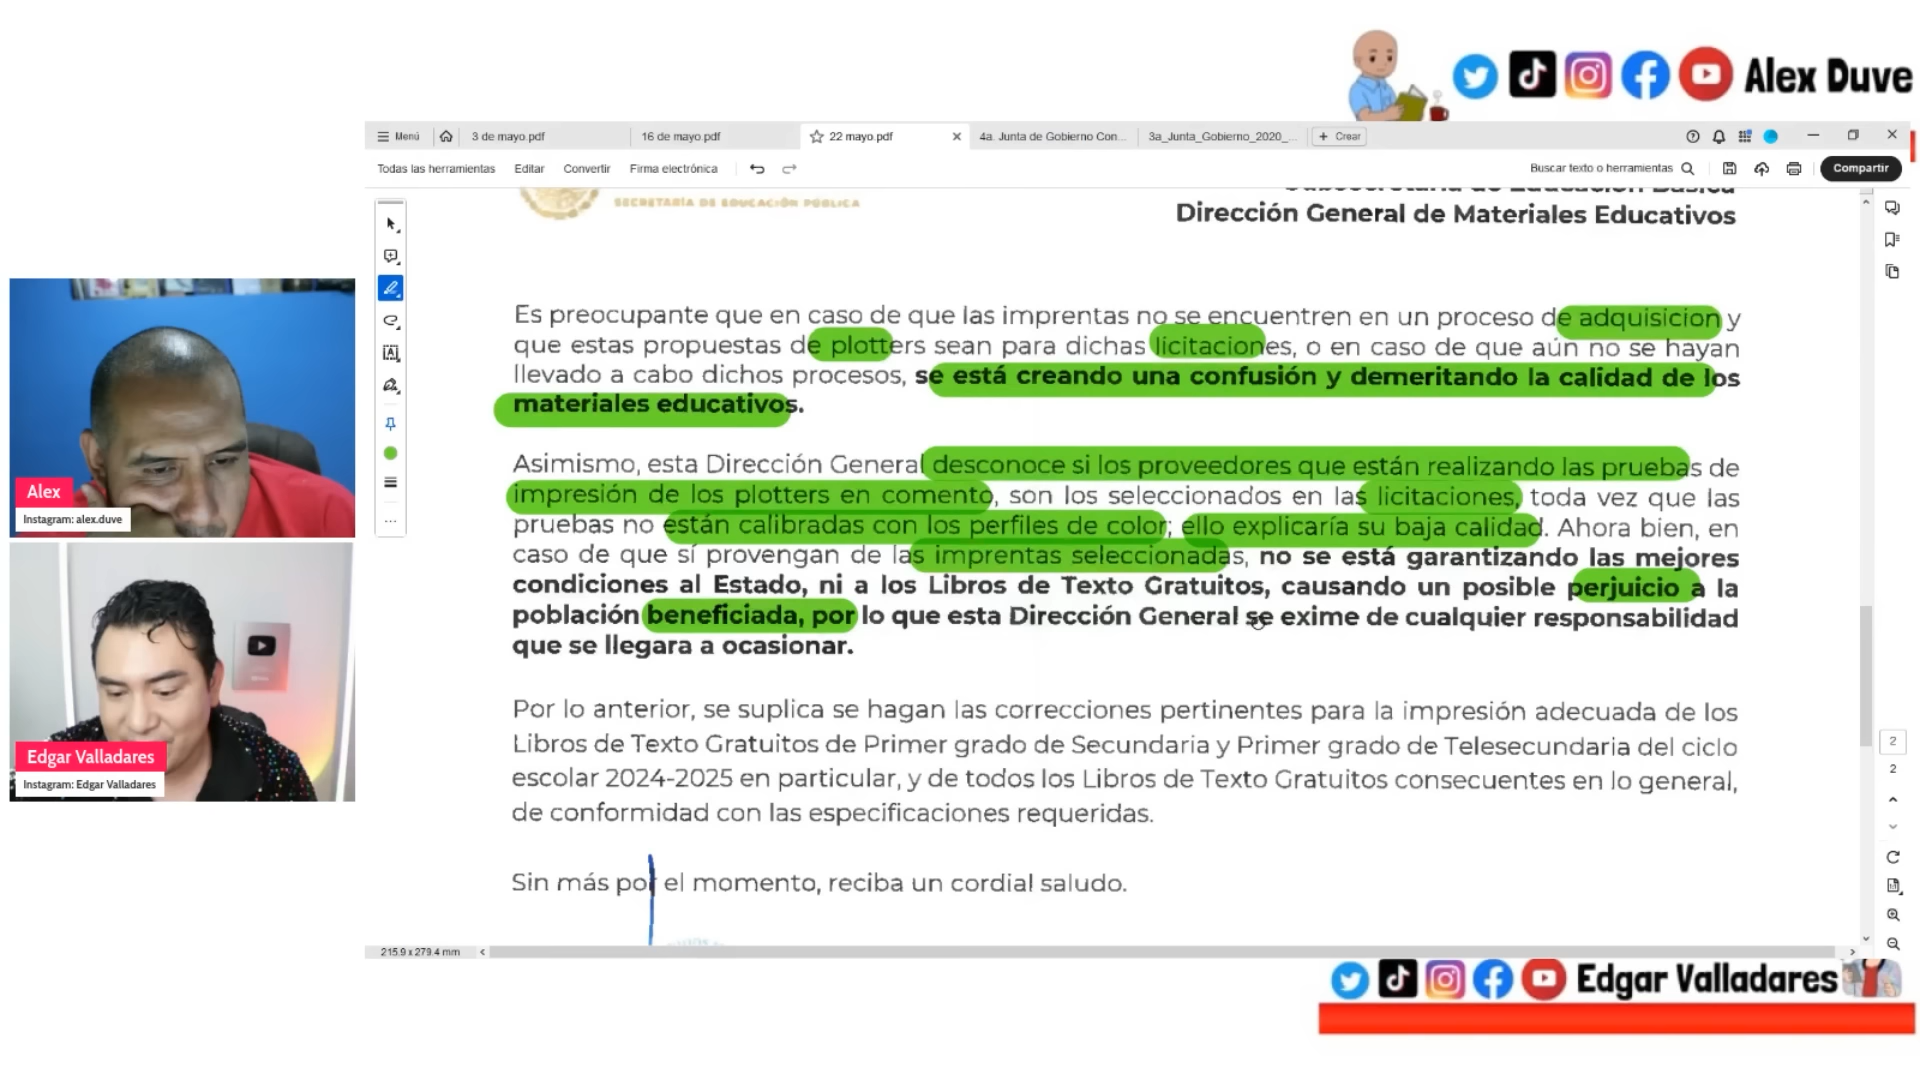 Alex Duve
Menú
3 de mayo.pdf
16 de mayo.pdf
22 mayo.pdf
4a. Junta de Gobierno Con...
3a_Junta_Gobierno_2020_...
+ Crear
Todas las herramientas
Editar
Convertir
Firma electrónica
Buscar texto o herramientas
Compartir
SECRETARÍA DE EDUCACIÓN PÚBLICA
Subsecretaría de Educación Básica
Dirección General de Materiales Educativos
Es preocupante que en caso de que las imprentas no se encuentren en un proceso de adquisicion y
que estas propuestas de plotters sean para dichas licitaciones, o en caso de que aún no se hayan
llevado a cabo dichos procesos, se está creando una confusión y demeritando la calidad de los
materiales educativos.
Asimismo, esta Dirección General desconoce si los proveedores que están realizando las pruebas de
impresión de los plotters en comento, son los seleccionados en las licitaciones, toda vez que las
pruebas no están calibradas con los perfiles de color; ello explicaría su baja calidad. Ahora bien, en
caso de que sí provengan de las imprentas seleccionadas, no se está garantizando las mejores
condiciones al Estado, ni a los Libros de Texto Gratuitos, causando un posible perjuicio a la
población beneficiada, por lo que esta Dirección General se exime de cualquier responsabilidad
que se llegara a ocasionar.
Por lo anterior, se suplica se hagan las correcciones pertinentes para la impresión adecuada de los
Libros de Texto Gratuitos de Primer grado de Secundaria y Primer grado de Telesecundaria del ciclo
escolar 2024-2025 en particular, y de todos los Libros de Texto Gratuitos consecuentes en lo general,
de conformidad con las especificaciones requeridas.
Sin más por el momento, reciba un cordial saludo.
2
2
215.9 x 279.4 mm
Alex
Instagram: alex.duve
Edgar Valladares
Instagram: Edgar Valladares
Edgar Valladares